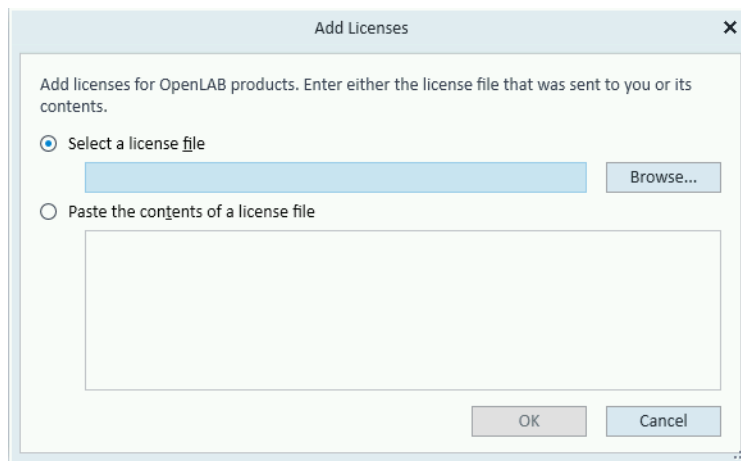 Add Licenses
Add licenses for OpenLAB products. Enter either the license file that was sent to you or its
contents.
Select a license file
Browse...
Paste the contents of a license file
OK
Cancel